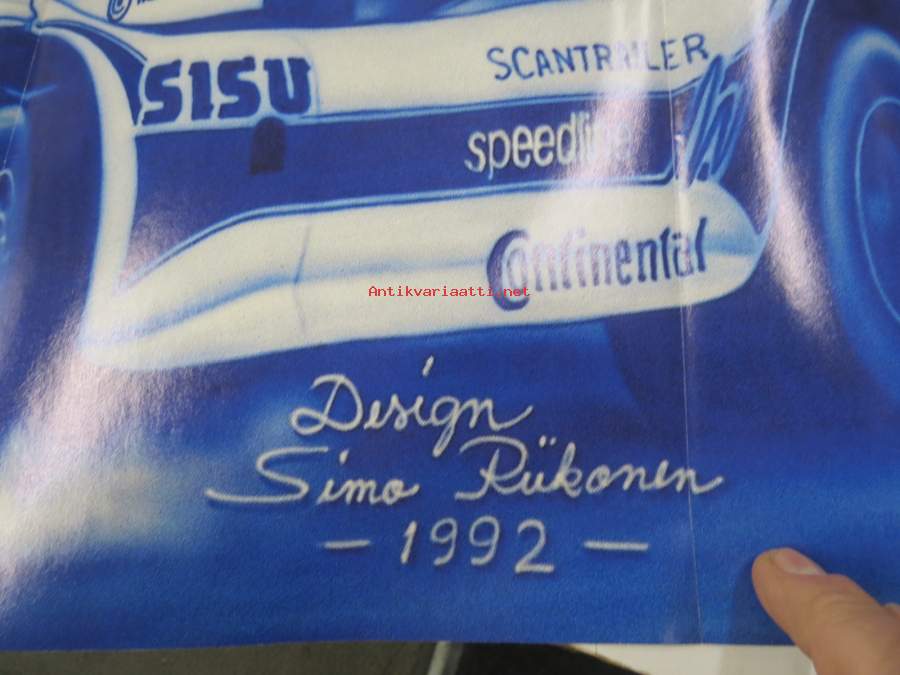 SISU
SCANTRAILER
speedline
Continental
Antikvariaatti.net
Design
Simo Riikonen
- 1992 -